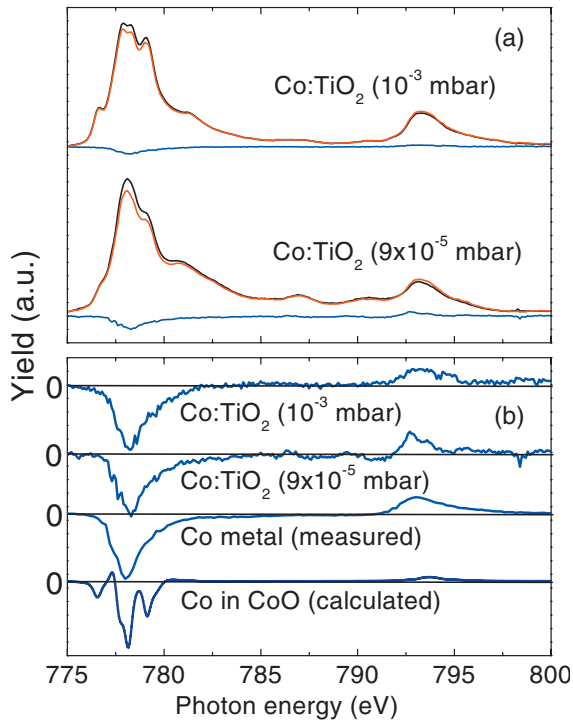 (a)
Co:TiO₂ (10⁻³ mbar)
Co:TiO₂ (9x10⁻⁵ mbar)
Yield (a.u.)
0
Co:TiO₂ (10⁻³ mbar)
(b)
0
Co:TiO₂ (9x10⁻⁵ mbar)
0
Co metal (measured)
0
Co in CoO (calculated)
775 780 785 790 795 800
Photon energy (eV)